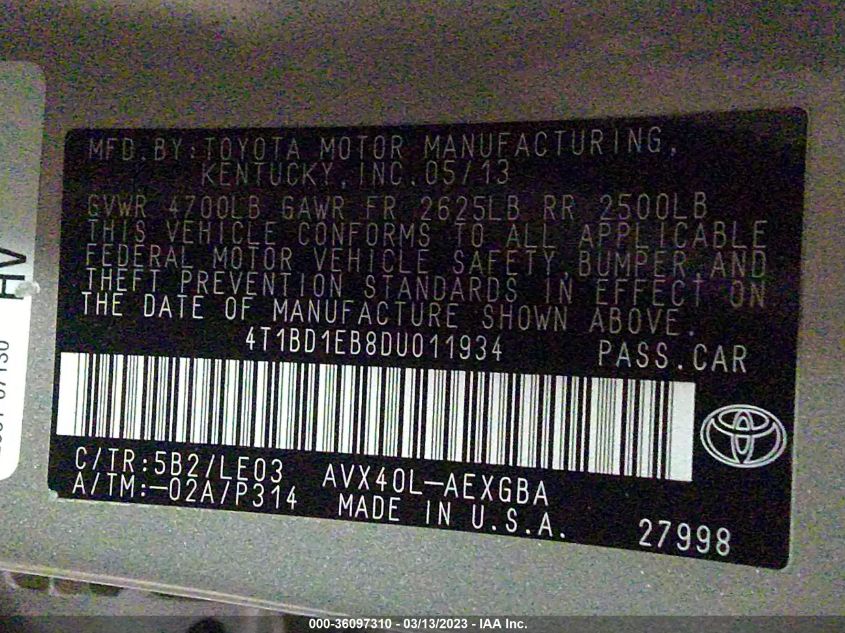 MFD.BY:TOYOTA MOTOR MANUFACTURING,
KENTUCKY,INC.05/13
GVWR 4700LB GAWR FR 2625LB RR 2500LB
THIS VEHICLE CONFORMS TO ALL APPLICABLE
FEDERAL MOTOR VEHICLE SAFETY,BUMPER,AND
THEFT PREVENTION STANDARDS IN EFFECT ON
THE DATE OF MANUFACTURE SHOWN ABOVE.
4T1BD1EB8DU011934 PASS.CAR
C/TR:5B2/LE03 AVX40L-AEXGBA
A/TM:-02A/P314 MADE IN U.S.A.
27998
HV
000-36097310 - 03/13/2023 - IAA Inc.